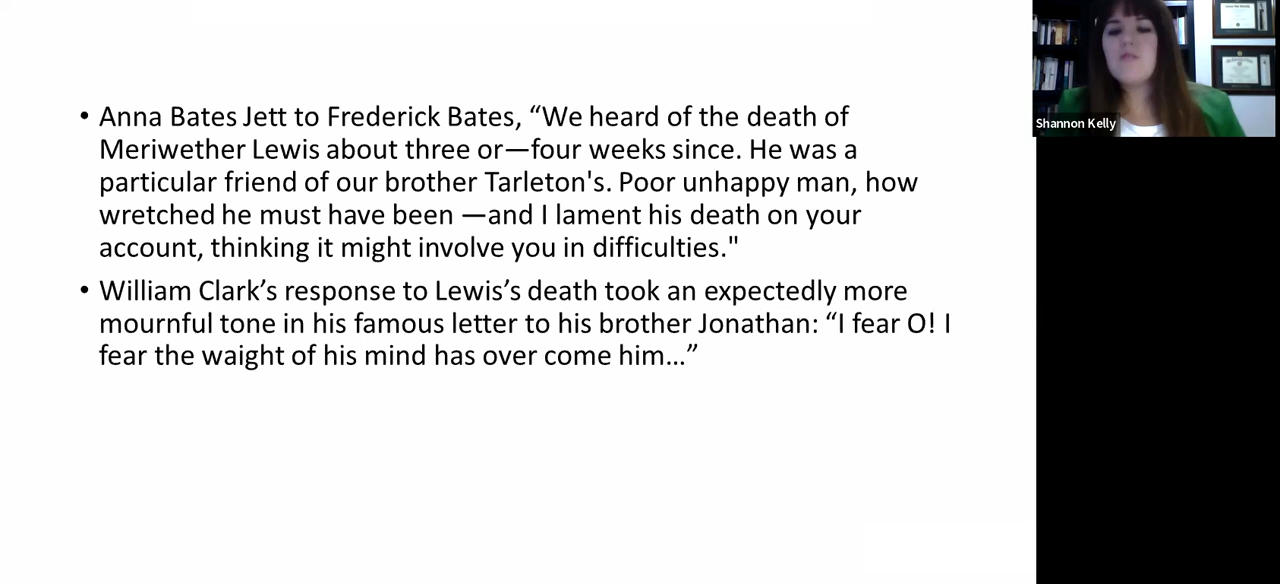 • Anna Bates Jett to Frederick Bates, “We heard of the death of
Meriwether Lewis about three or—four weeks since. He was a
particular friend of our brother Tarleton's. Poor unhappy man, how
wretched he must have been —and I lament his death on your
account, thinking it might involve you in difficulties."
• William Clark’s response to Lewis’s death took an expectedly more
mournful tone in his famous letter to his brother Jonathan: “I fear O! I
fear the waight of his mind has over come him…”
Shannon Kelly